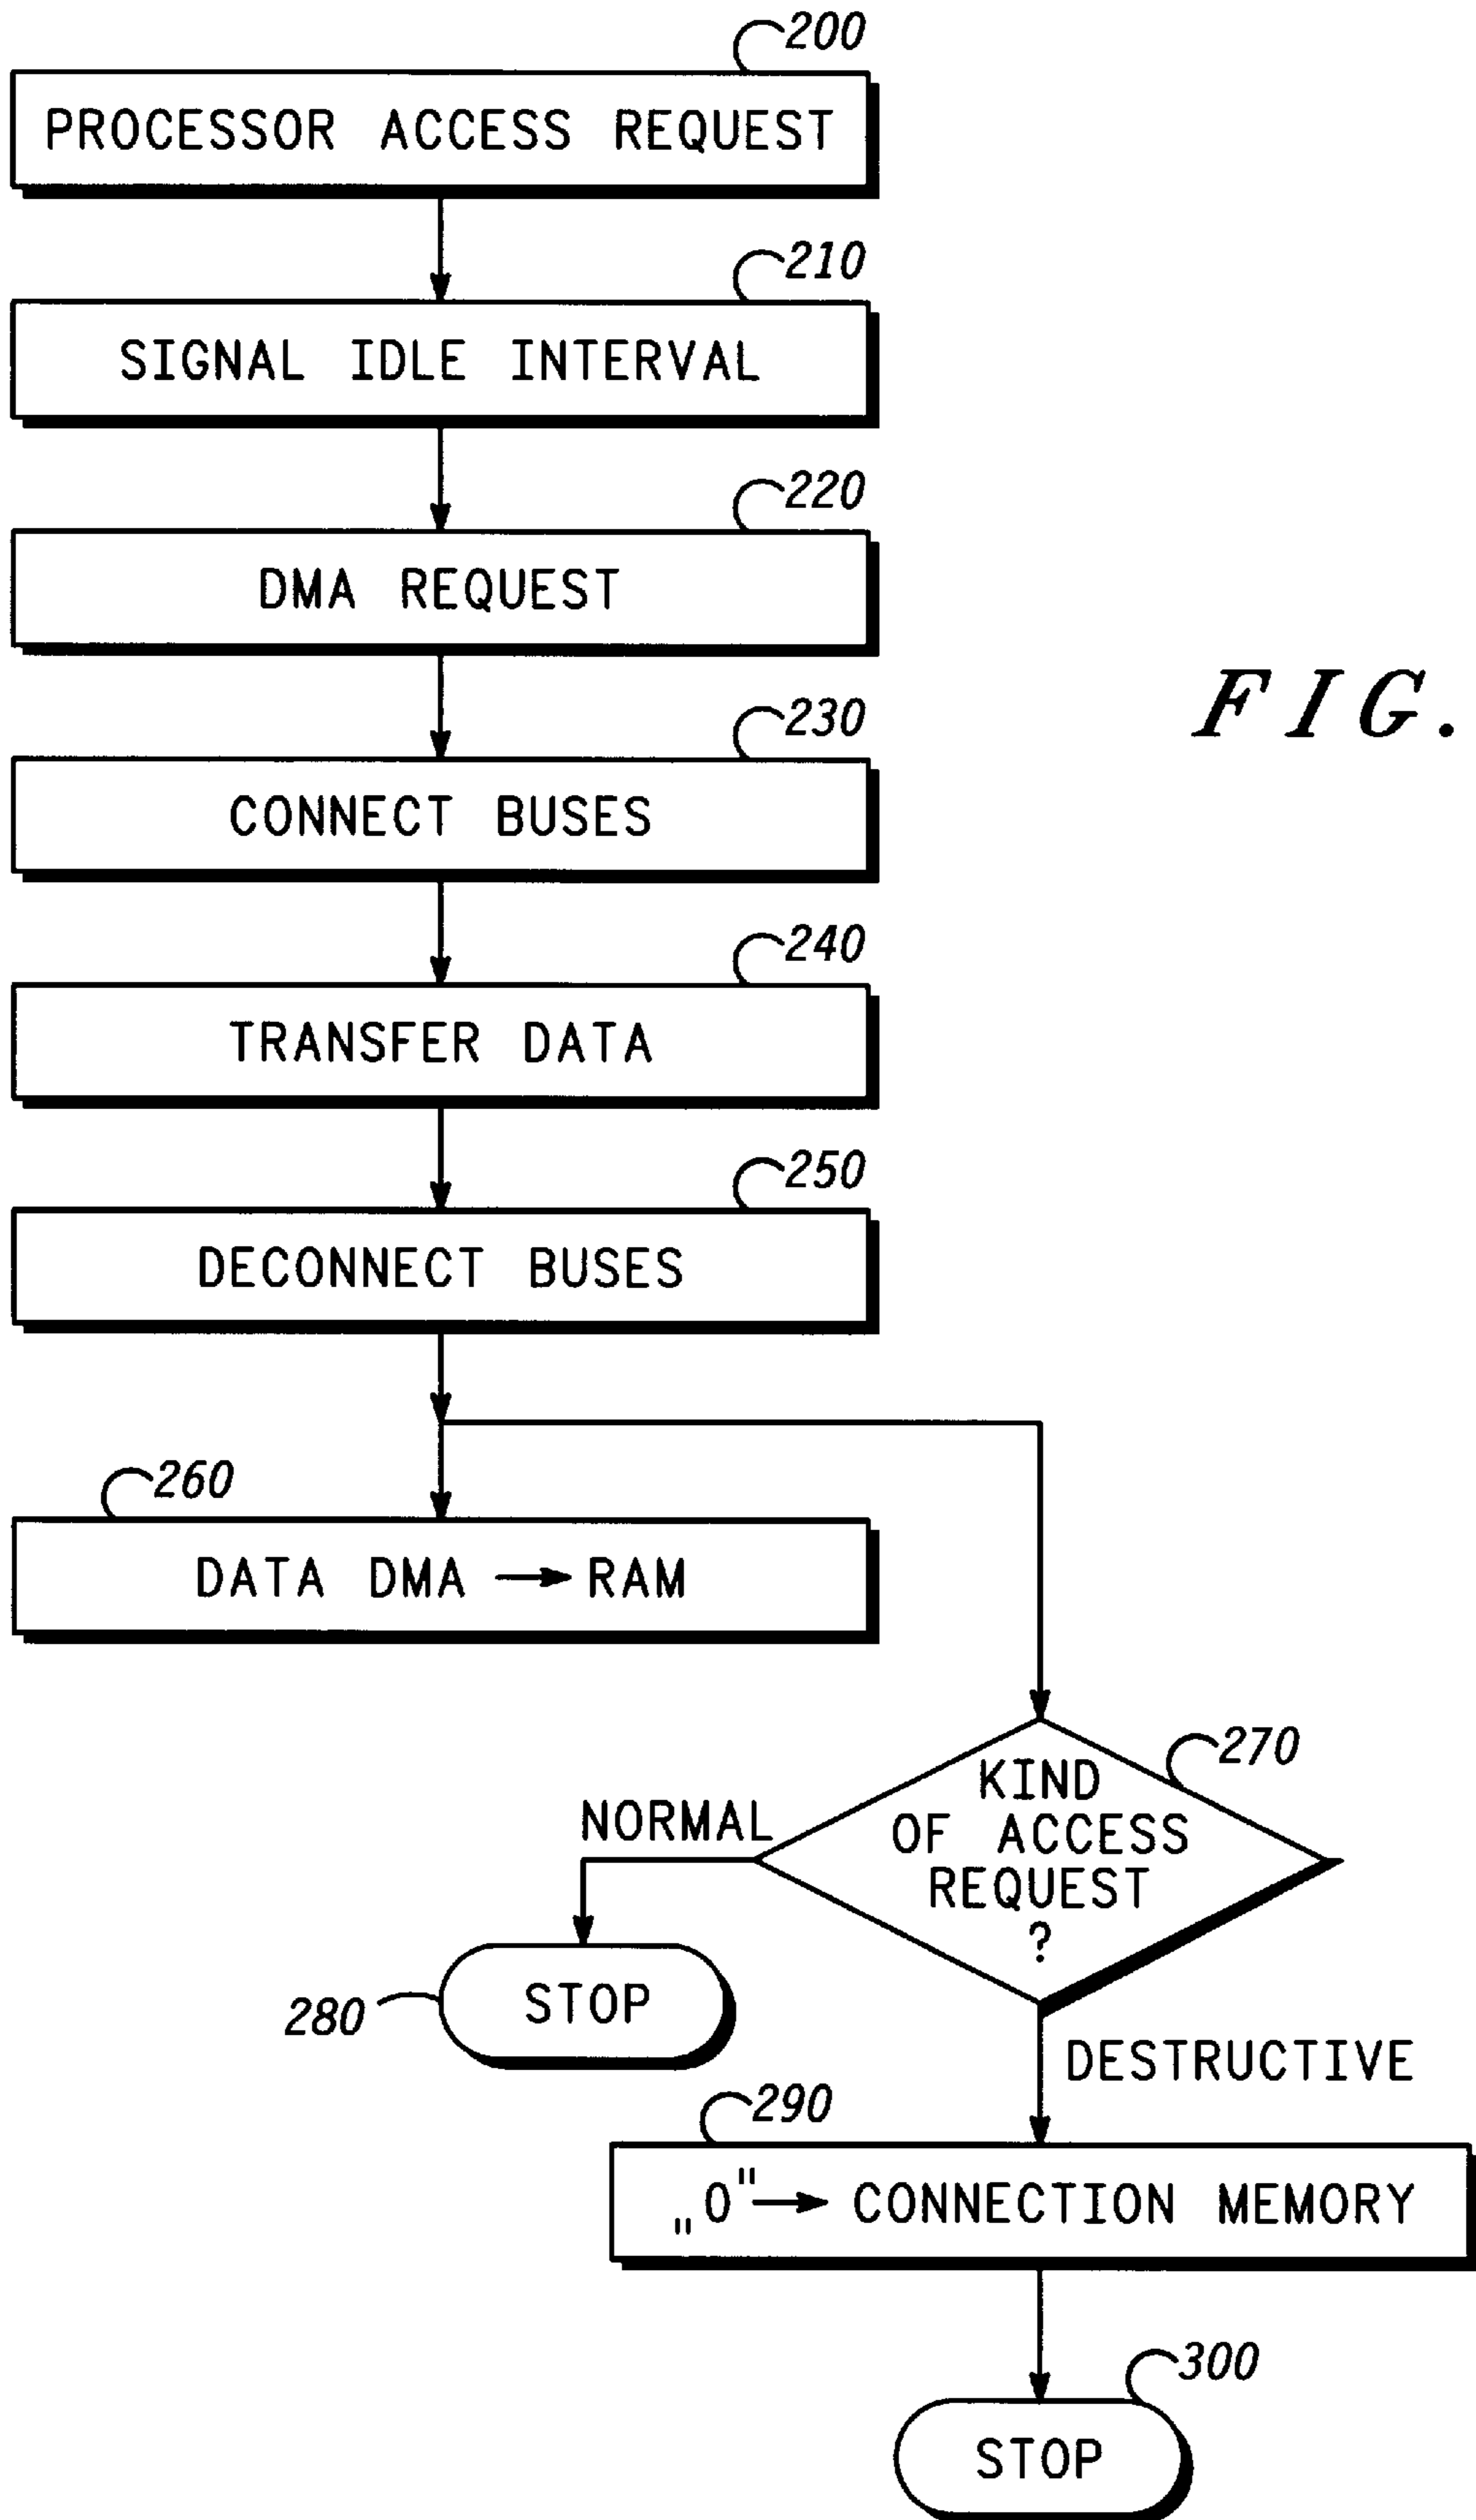 200
PROCESSOR ACCESS REQUEST
210
SIGNAL IDLE INTERVAL
220
DMA REQUEST
FIG.
230
CONNECT BUSES
240
TRANSFER DATA
250
DECONNECT BUSES
260
DATA DMA → RAM
270
KIND
OF ACCESS
REQUEST
?
NORMAL
280
STOP
DESTRUCTIVE
290
„0" → CONNECTION MEMORY
300
STOP